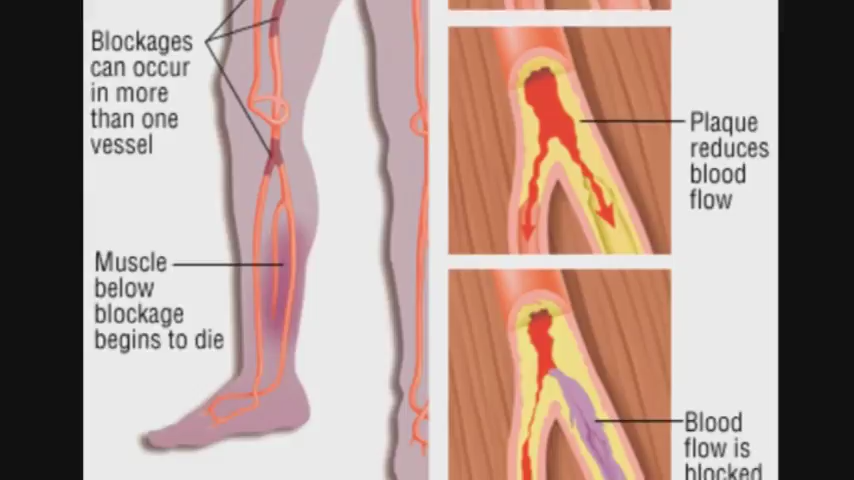 Blockages
can occur
in more
than one
vessel
Muscle
below
blockage
begins to die
Plaque
reduces
blood
flow
Blood
flow is
blocked